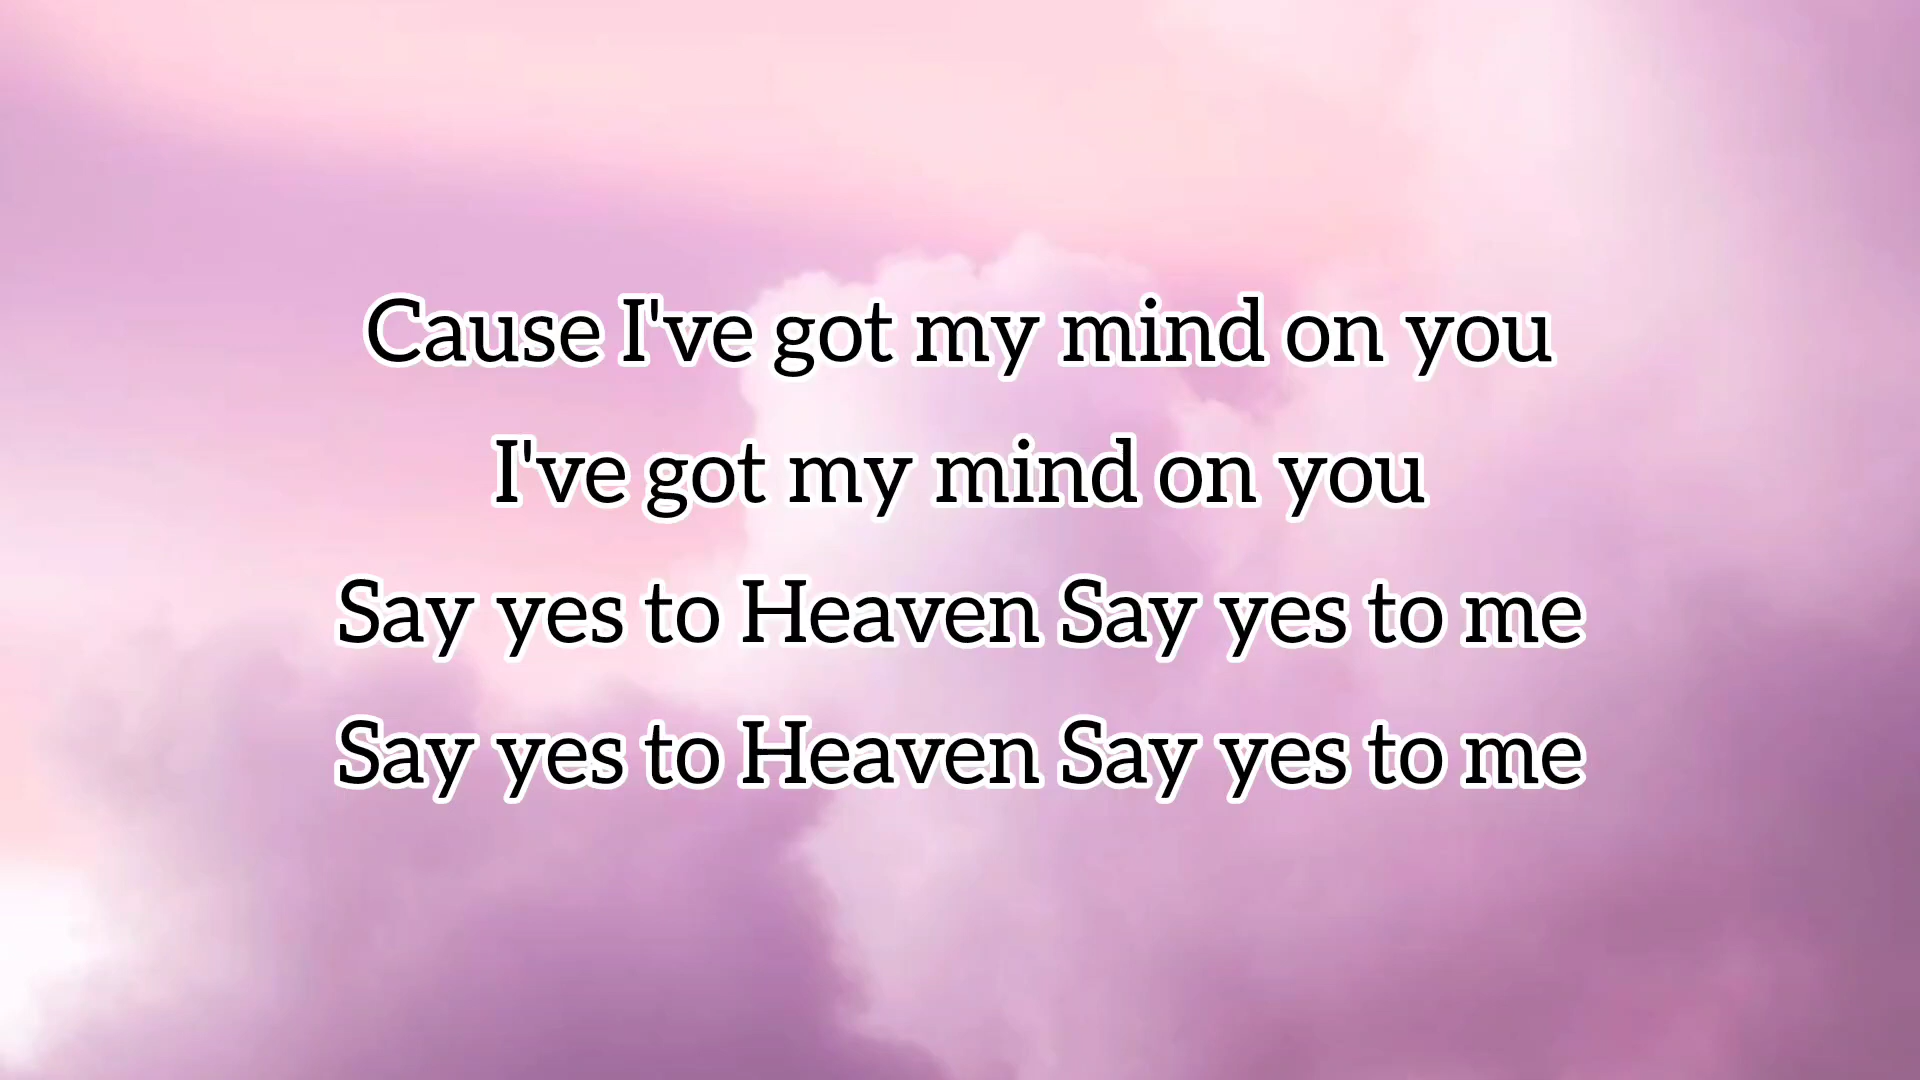 Cause I've got my mind on you
I've got my mind on you
Say yes to Heaven Say yes to me
Say yes to Heaven Say yes to me